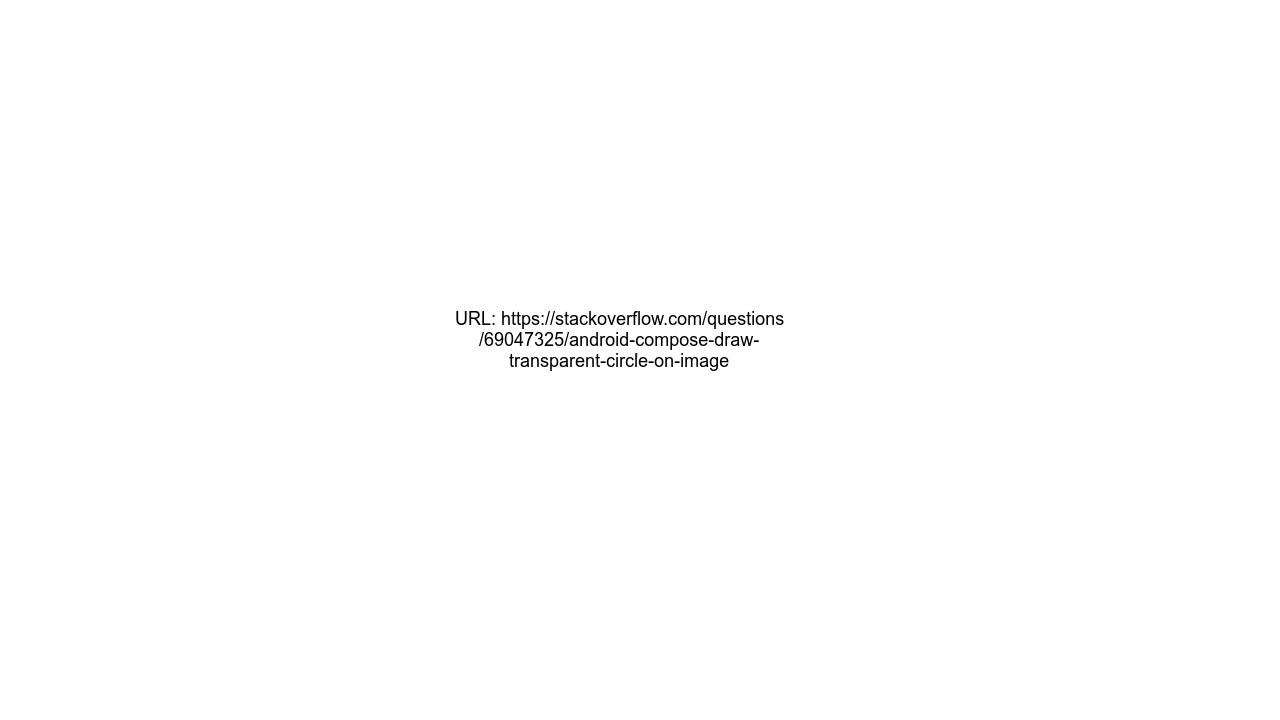 URL: https://stackoverflow.com/questions
/69047325/android-compose-draw-
transparent-circle-on-image